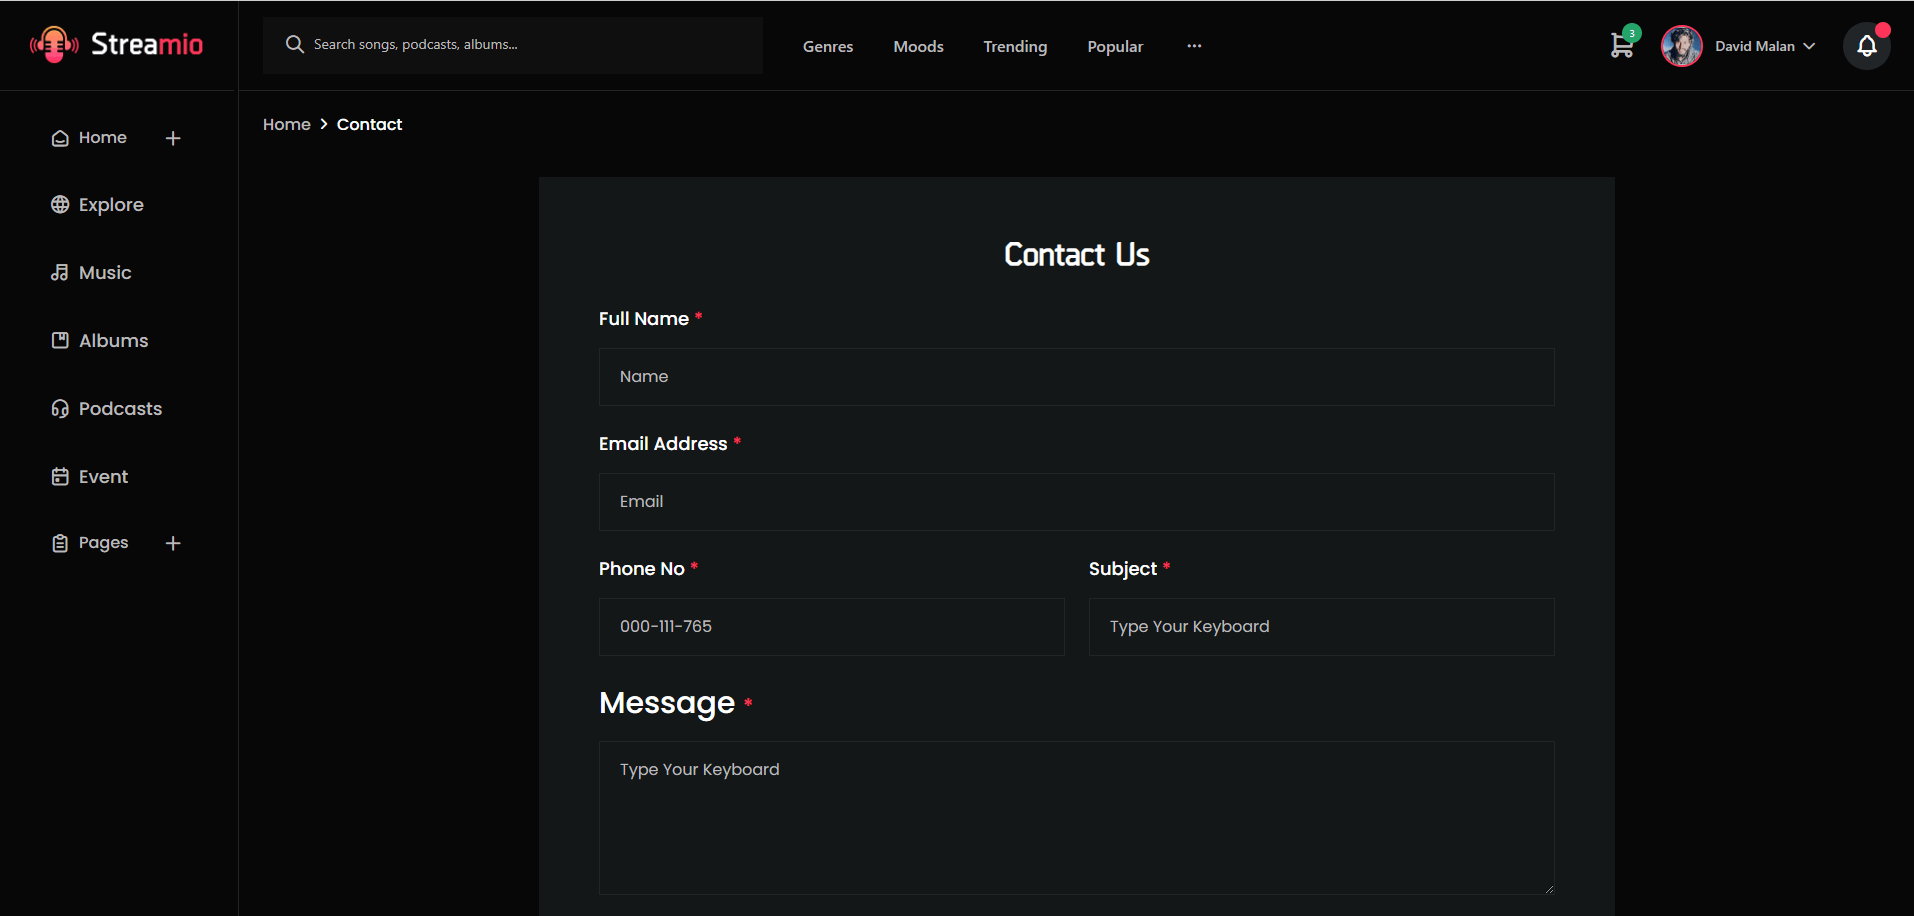 Streamio
Search songs, podcasts, albums...
Genres
Moods
Trending
Popular
3
David Malan
Home
Explore
Music
Albums
Podcasts
Event
Pages
Home > Contact
Contact Us
Full Name *
Name
Email Address *
Email
Phone No *
000-111-765
Subject *
Type Your Keyboard
Message *
Type Your Keyboard